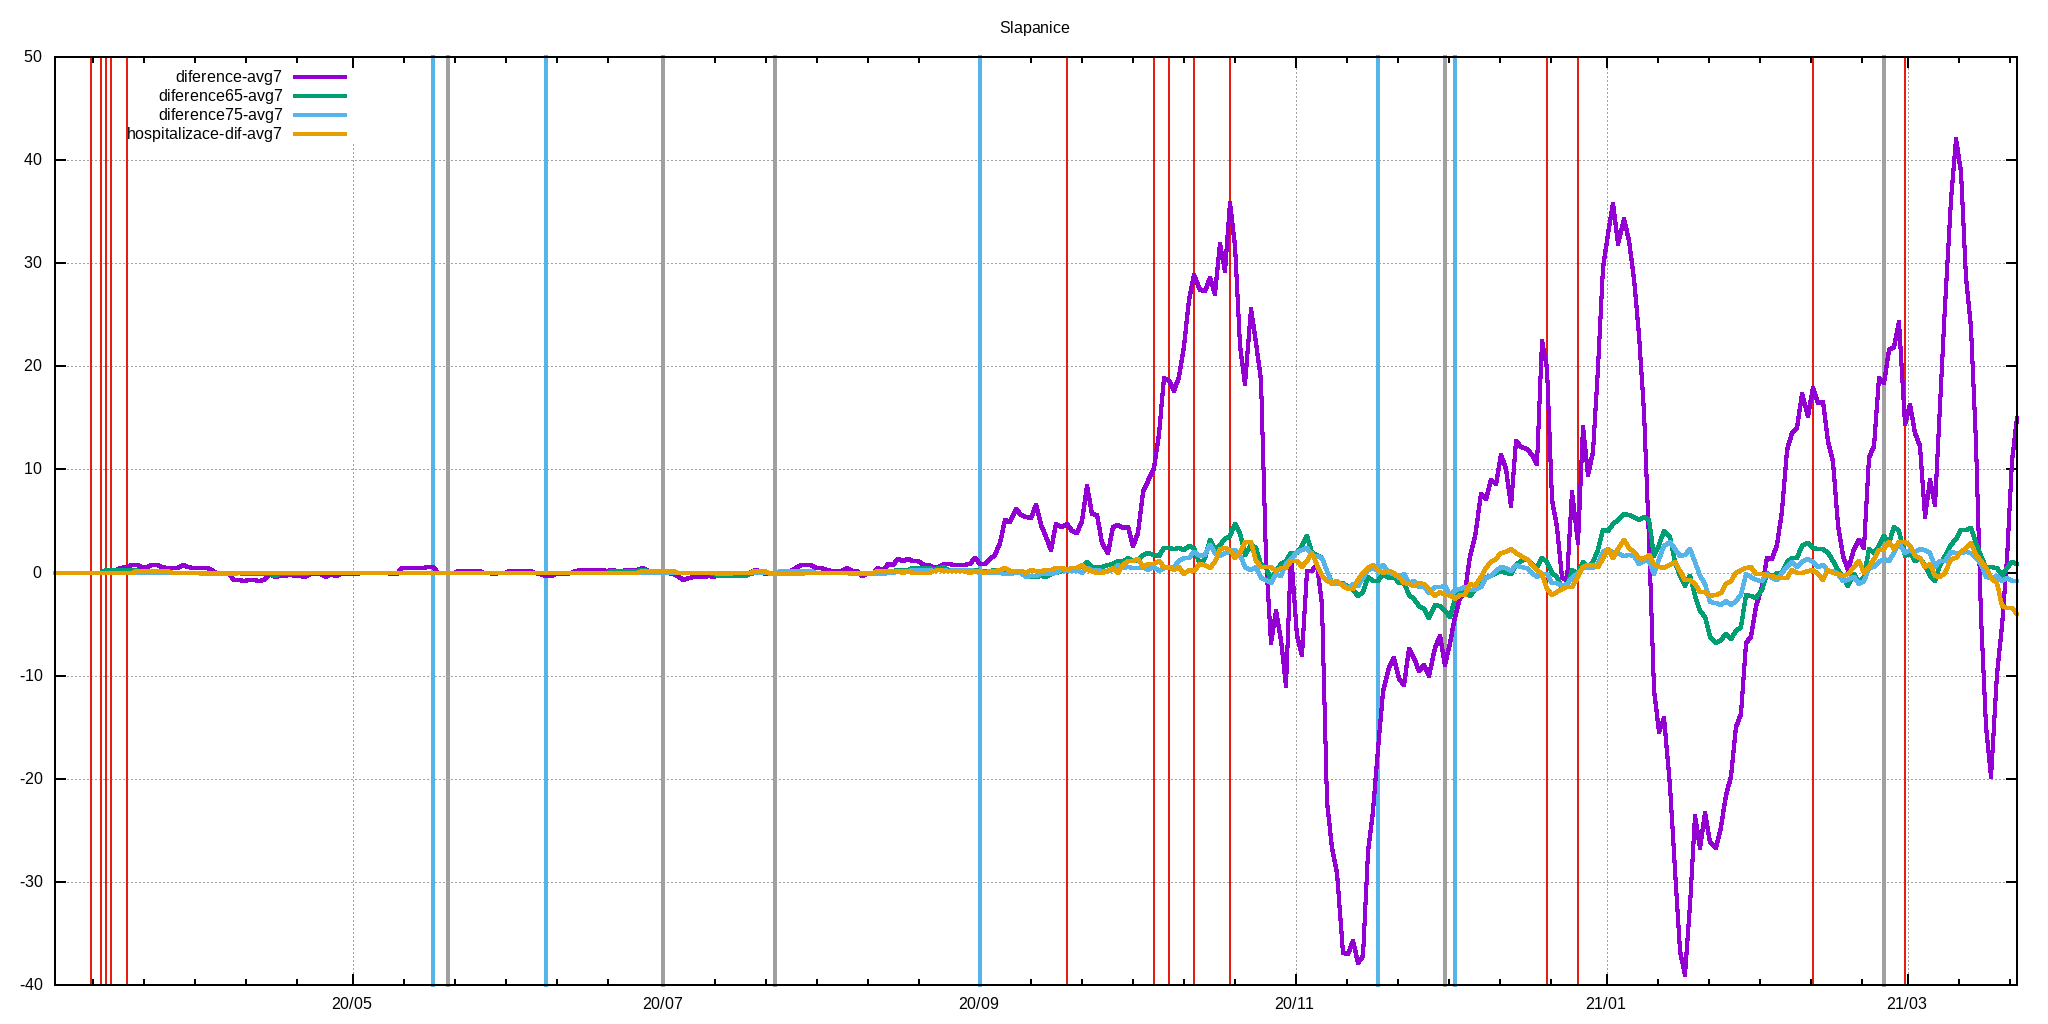 Slapanice
50
diference-avg7
diference65-avg7
diference75-avg7
hospitalizace-dif-avg7
40
30
20
10
0
-10
-20
-30
-40
20/05 20/07 20/09 20/11 21/01 21/03